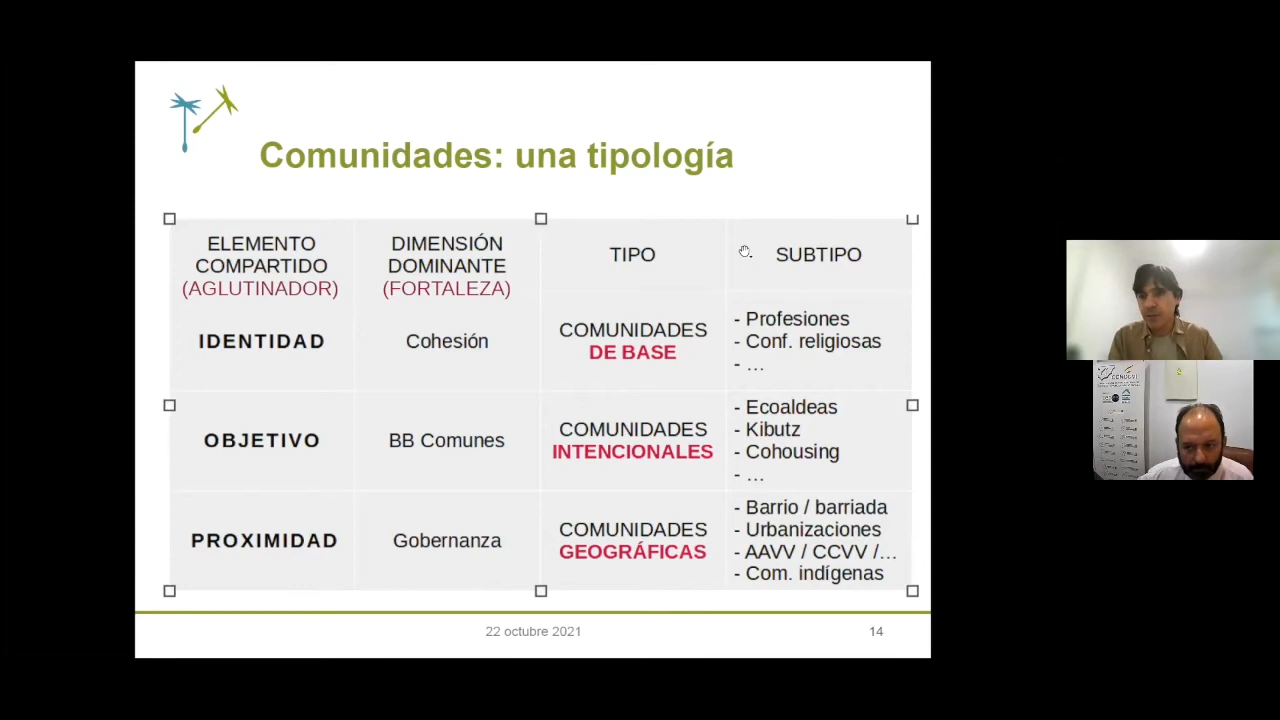 Comunidades: una tipología
ELEMENTO
COMPARTIDO
(AGLUTINADOR)
DIMENSIÓN
DOMINANTE
(FORTALEZA)
TIPO
SUBTIPO
IDENTIDAD
Cohesión
COMUNIDADES
DE BASE
- Profesiones
- Conf. religiosas
- …
OBJETIVO
BB Comunes
COMUNIDADES
INTENCIONALES
- Ecoaldeas
- Kibutz
- Cohousing
- …
PROXIMIDAD
Gobernanza
COMUNIDADES
GEOGRÁFICAS
- Barrio / barriada
- Urbanizaciones
- AAVV / CCVV /…
- Com. indígenas
22 octubre 2021
14